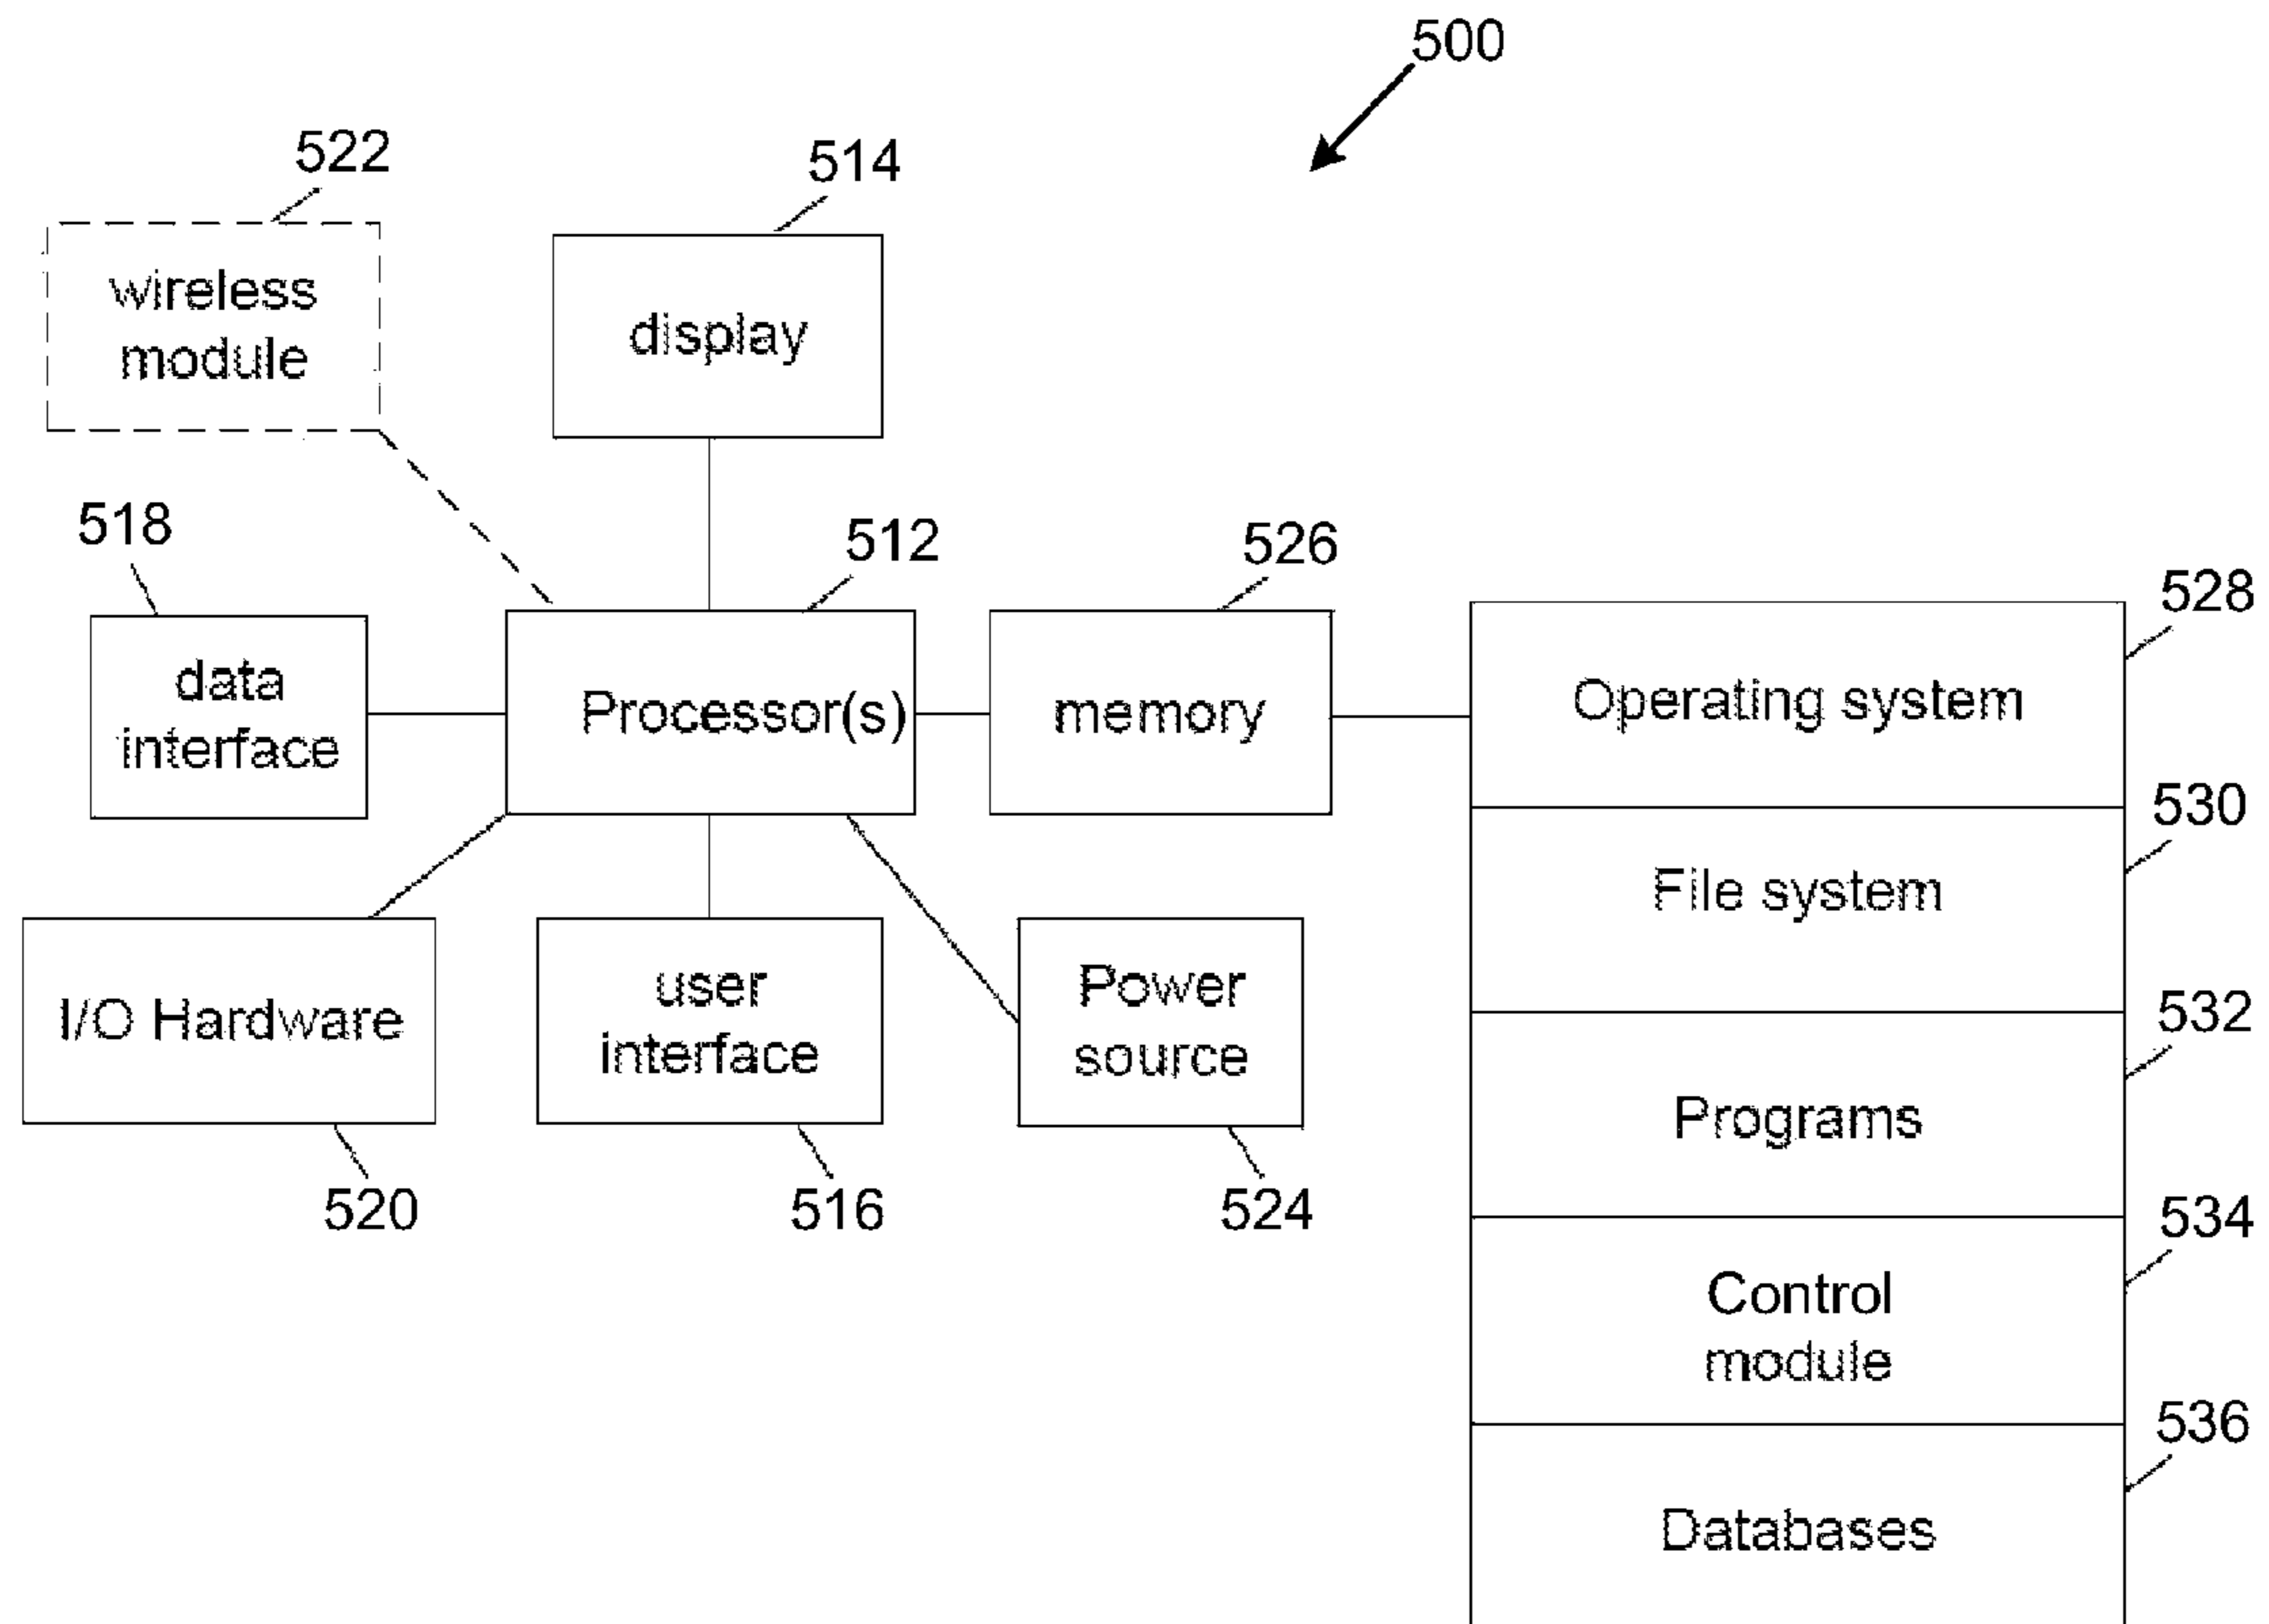 500
522
514
wireless
module
display
518
512
526
528
data
interface
Processor(s)
memory
Operating system
530
File system
I/O Hardware
user
interface
Power
source
532
Programs
520
516
524
534
Control
module
536
Databases